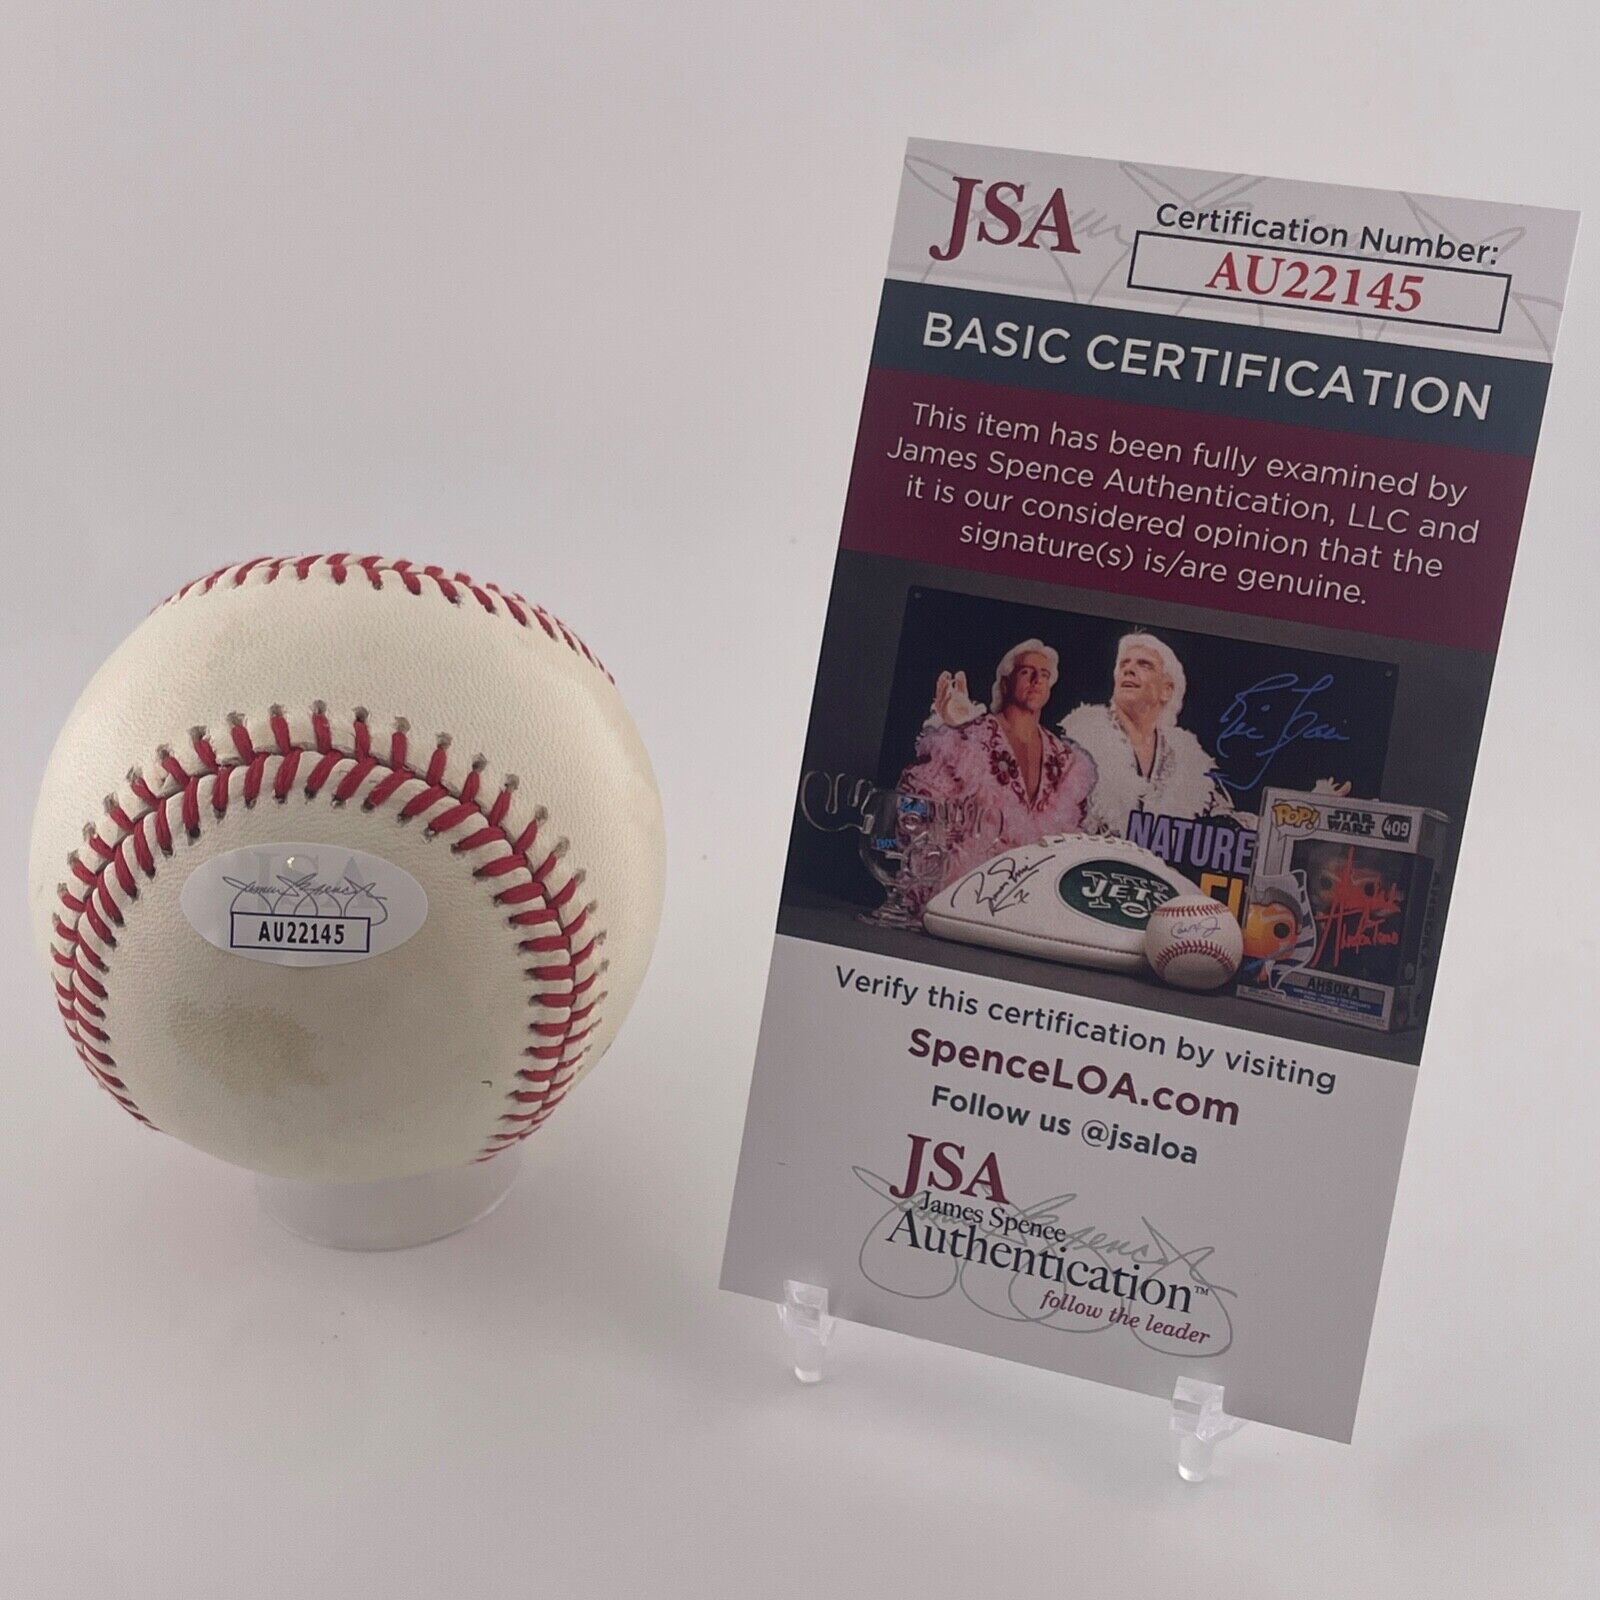 JSA
Certification Number:
AU22145
BASIC CERTIFICATION
This item has been fully examined by
James Spence Authentication, LLC and
it is our considered opinion that the
signature(s) is/are genuine.
NATURE
POP!
STAR
WARS
409
JETS
AHSOKA
Verify this certification by visiting
SpenceLOA.com
Follow us @jsaloa
JSA
James Spence
Authentication™
follow the leader
JSA
AU22145